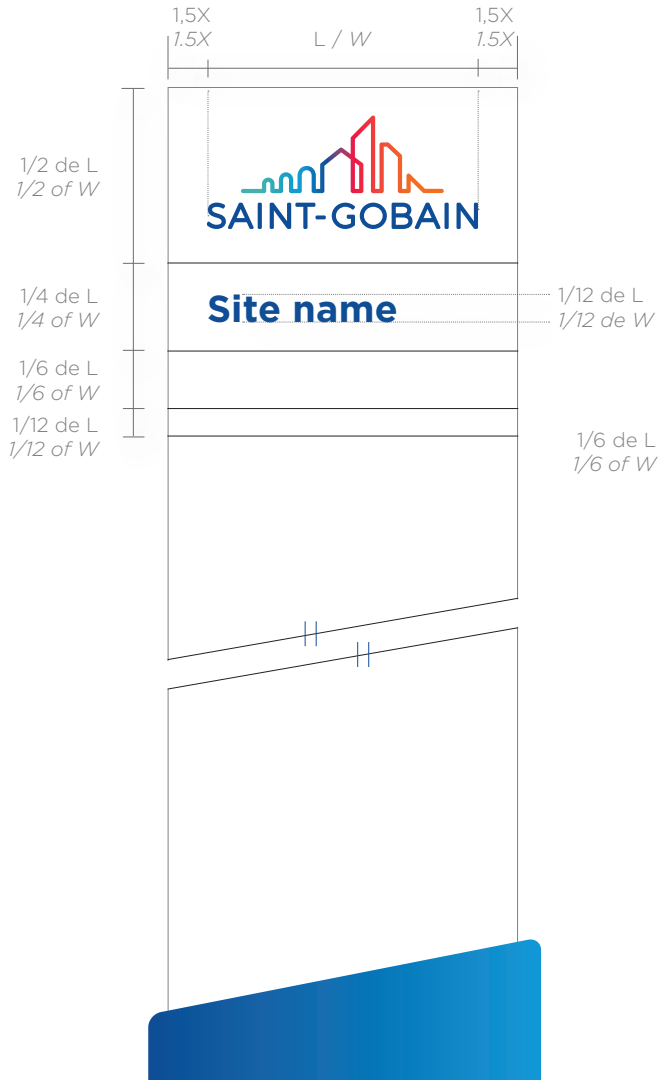 1,5X
1.5X
L / W
1,5X
1.5X
1/2 de L
1/2 of W
SAINT-GOBAIN
1/4 de L
1/4 of W
Site name
1/12 de L
1/12 de W
1/6 de L
1/6 of W
1/12 de L
1/12 of W
1/6 de L
1/6 of W